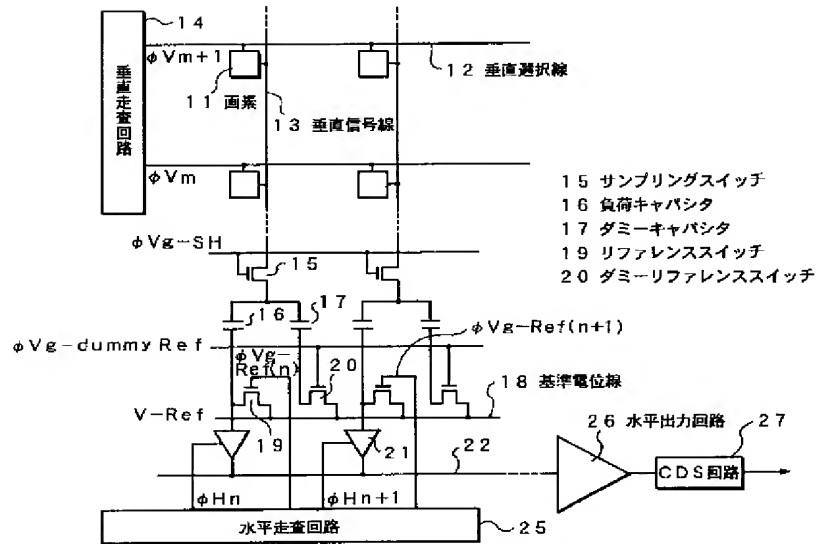 14
φVm+1
12 垂直選択線
11 画素
13 垂直信号線
垂直走査回路
φVm
15 サンプリングスイッチ
16 負荷キャパシタ
17 ダミーキャパシタ
19 リファレンススイッチ
20 ダミーリファレンススイッチ
φVg-SH
15
16
17
φVg-Ref(n+1)
φVg-dummy Ref
φVg-
Ref(n)
20
18 基準電位線
V-Ref
19
21
22
26 水平出力回路
27
CDS回路
φHn
φHn+1
水平走査回路
25